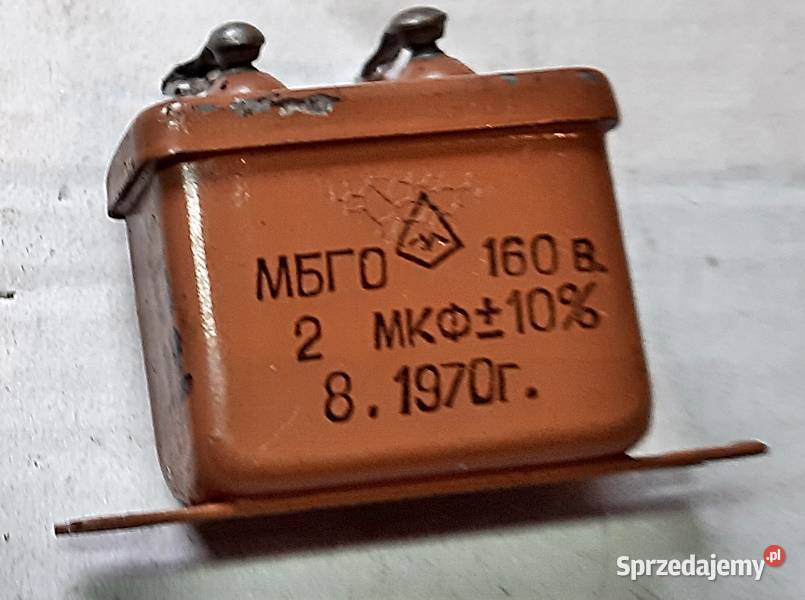 МБГО 160 в.
2 мкФ±10%
8.1970г.
Sprzedajemy.pl